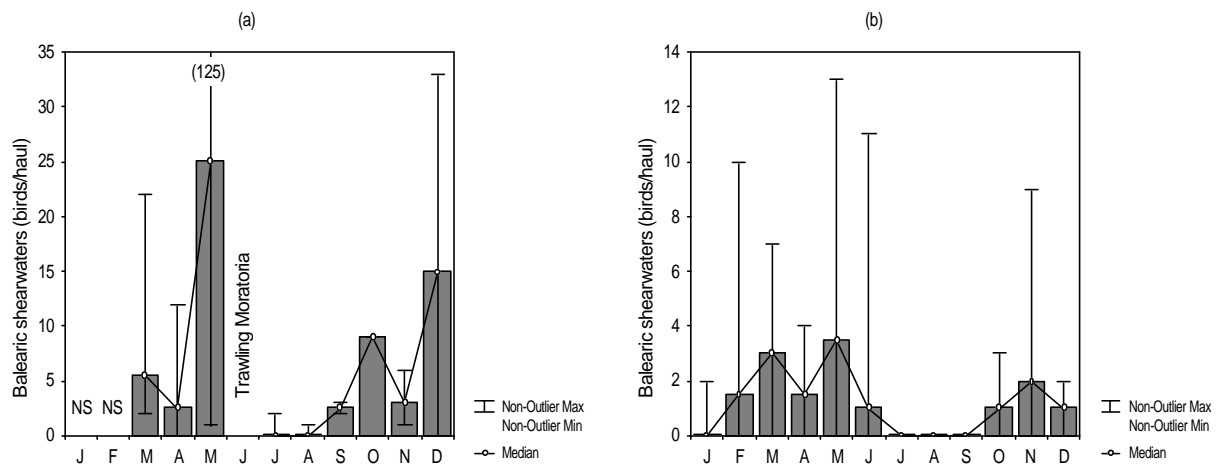 (a)
35
30
25
20
15
10
5
0
Balearic shearwaters (birds/haul)
(125)
NS NS
Trawling Moratoria
J F M A M J J A S O N D
Non-Outlier Max
Non-Outlier Min
Median
(b)
14
12
10
8
6
4
2
0
Balearic shearwaters (birds/haul)
J F M A M J J A S O N D
Non-Outlier Max
Non-Outlier Min
Median